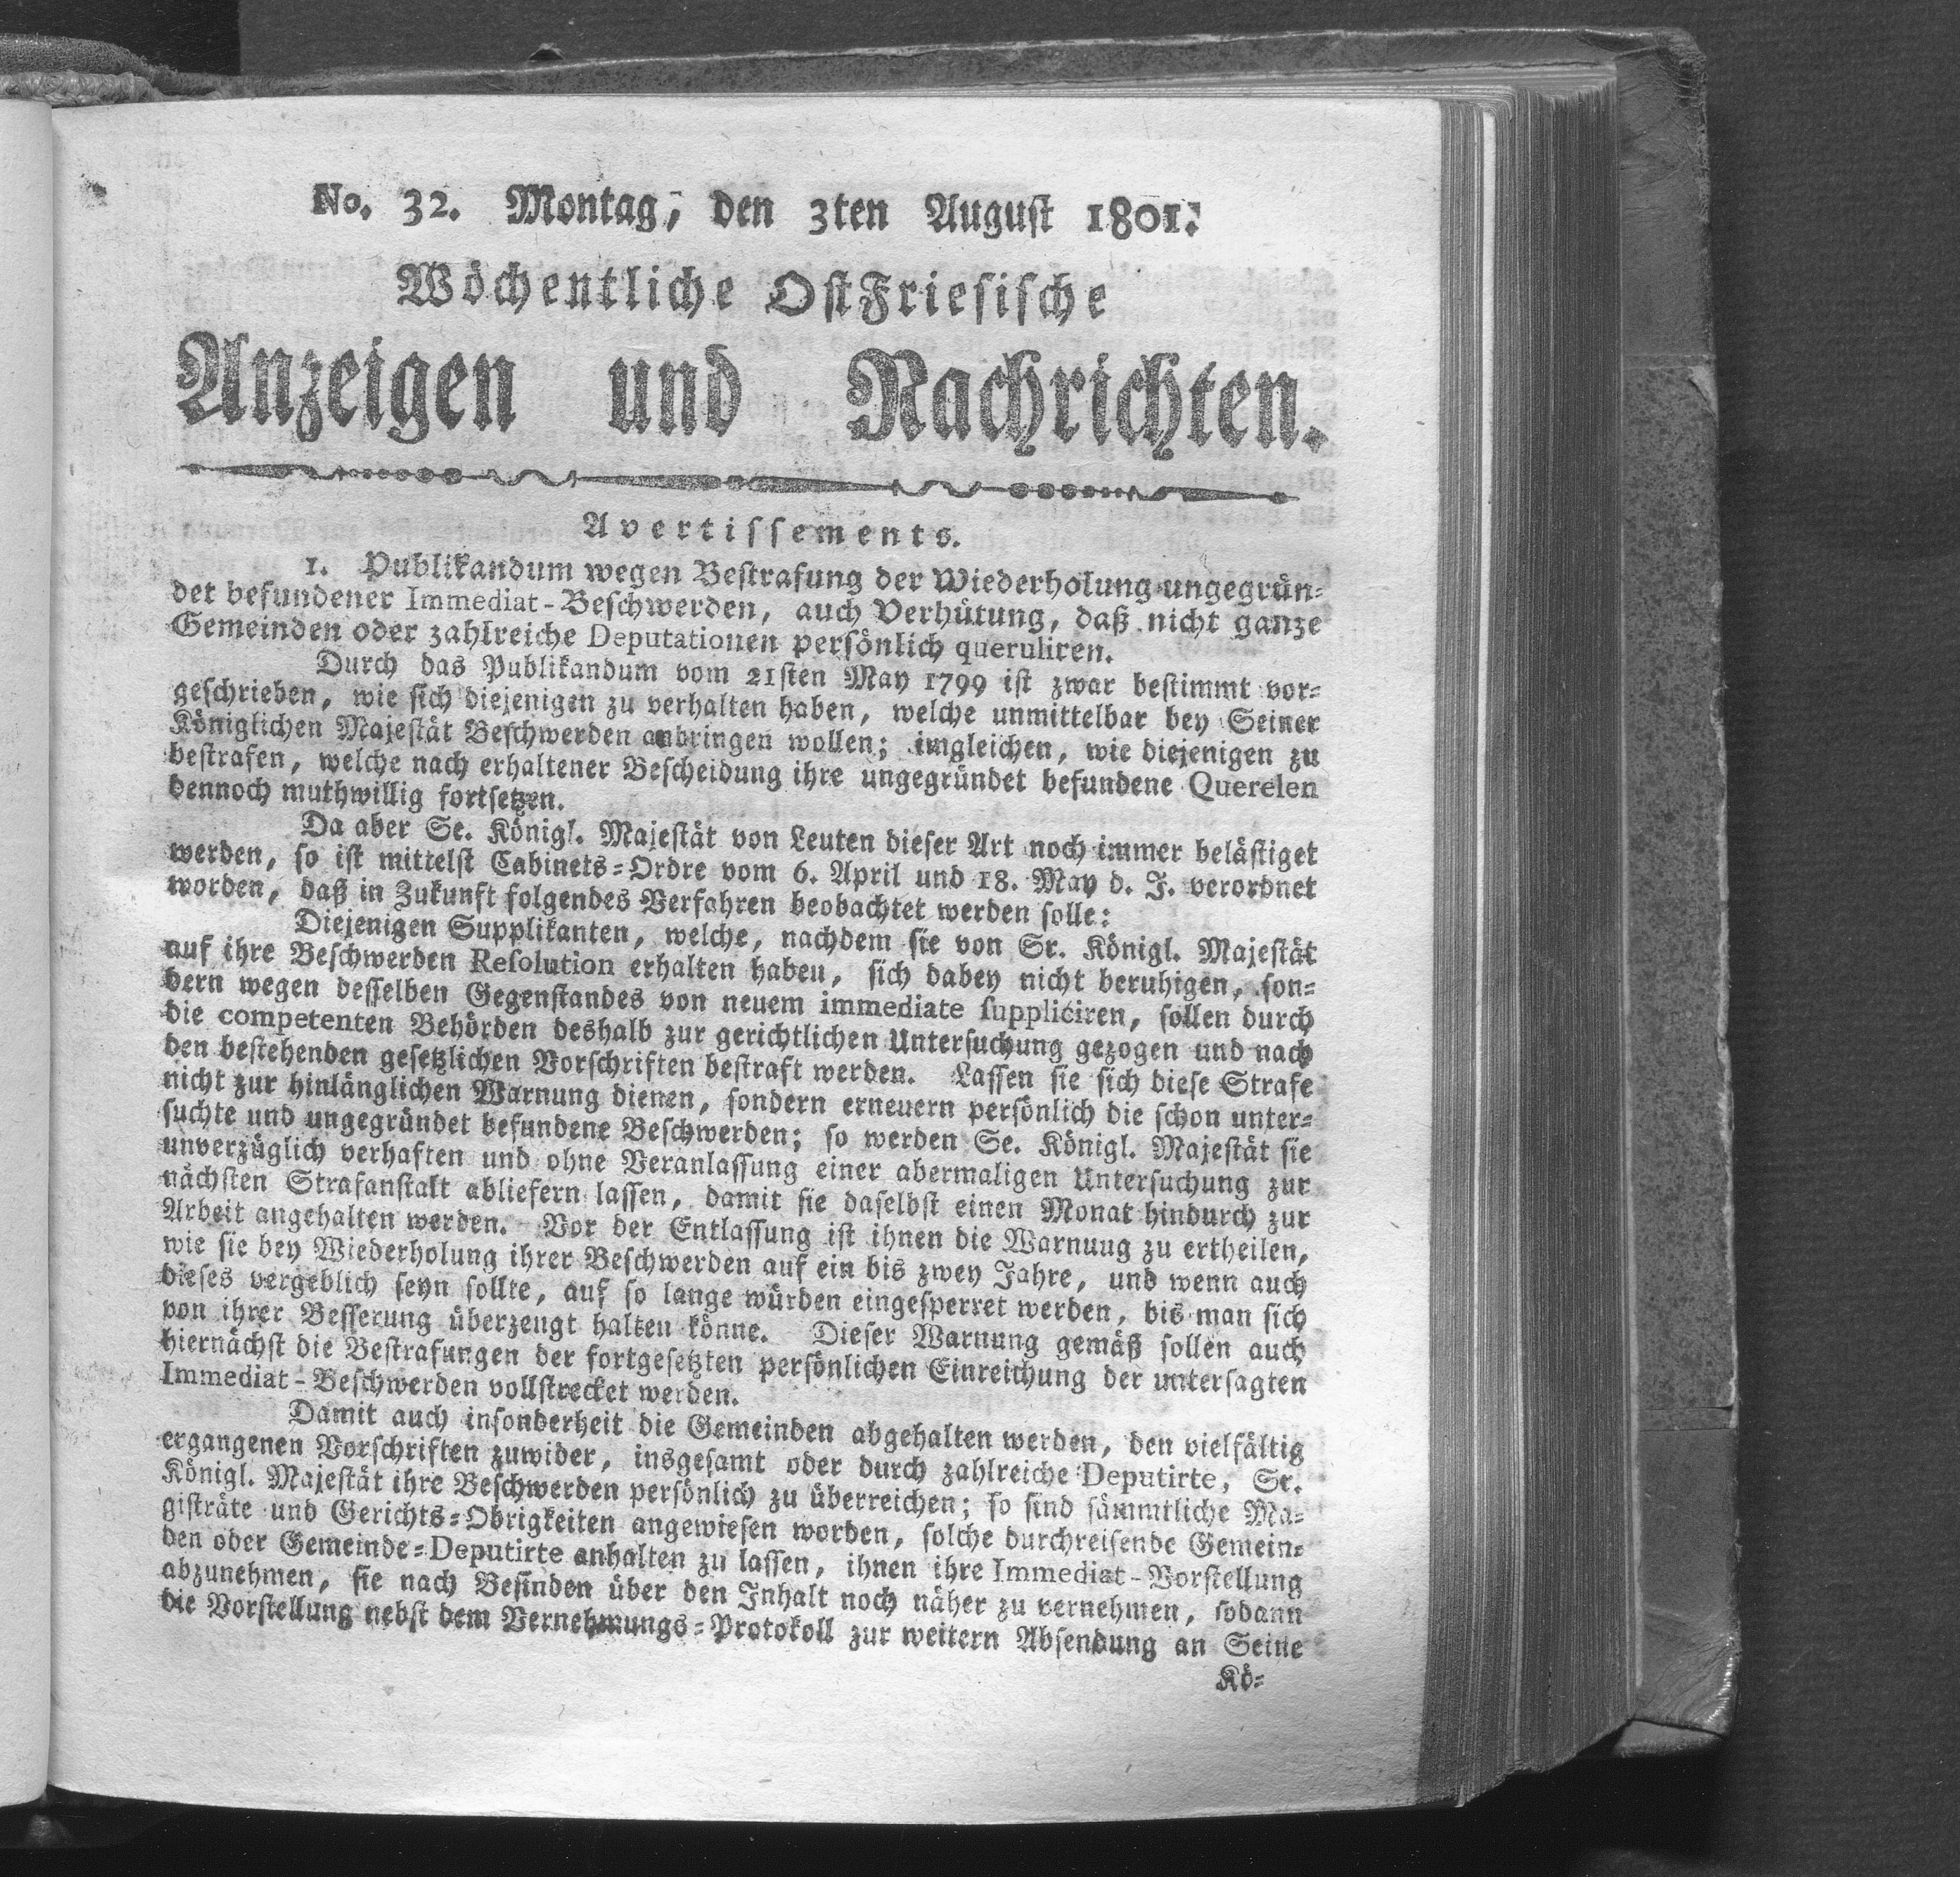 No. 32. Montag, den 3ten August 1801.
Wöchentliche OstFriesische
Anzeigen und Nachrichten.
Avertissements.
1. Publikandum wegen Bestrafung der Wiederholung ungegrün-
det befundener Immediat-Beschwerden, auch Verhütung, daß nicht ganze
Gemeinden oder zahlreiche Deputationen persönlich queruliren.
Durch das Publikandum vom 21sten May 1799 ist zwar bestimmt vor-
geschrieben, wie sich diejenigen zu verhalten haben, welche unmittelbar bey Seiner
Königlichen Majestät Beschwerden anbringen wollen; imgleichen, wie diejenigen zu
bestrafen, welche nach erhaltener Bescheidung ihre ungegründet befundene Querelen
dennoch muthwillig fortsetzen.
Da aber Se. Königl. Majestät von Leuten dieser Art noch immer belästiget
werden, so ist mittelst Cabinets-Ordre vom 6. April und 18. May d. J. verordnet
worden, daß in Zukunft folgendes Verfahren beobachtet werden solle:
Diejenigen Supplikanten, welche, nachdem sie von Sr. Königl. Majestät
auf ihre Beschwerden Resolution erhalten haben, sich dabey nicht beruhigen, son-
dern wegen desselben Gegenstandes von neuem immediate suppliciren, sollen durch
die competenten Behörden deshalb zur gerichtlichen Untersuchung gezogen und nach
den bestehenden gesetzlichen Vorschriften bestraft werden. Lassen sie sich diese Strafe
nicht zur hinlänglichen Warnung dienen, sondern erneuern persönlich die schon unter-
suchte und ungegründet befundene Beschwerden; so werden Se. Königl. Majestät sie
unverzüglich verhaften und ohne Veranlassung einer abermaligen Untersuchung zur
nächsten Strafanstalt abliefern lassen, damit sie daselbst einen Monat hindurch zur
Arbeit angehalten werden. Vor der Entlassung ist ihnen die Warnuug zu ertheilen,
wie sie bey Wiederholung ihrer Beschwerden auf ein bis zwey Jahre, und wenn auch
dieses vergeblich seyn sollte, auf so lange würden eingesperret werden, bis man sich
von ihrer Besserung überzeugt halten könne. Dieser Warnung gemäß sollen auch
hiernächst die Bestrafungen der fortgesetzten persönlichen Einreichung der untersagten
Immediat-Beschwerden vollstrecket werden.
Damit auch insonderheit die Gemeinden abgehalten werden, den vielfältig
ergangenen Vorschriften zuwider, insgesamt oder durch zahlreiche Deputirte, Sr.
Königl. Majestät ihre Beschwerden persönlich zu überreichen; so sind sämmtliche Ma-
gisträte und Gerichts-Obrigkeiten angewiesen worden, solche durchreisende Gemein-
den oder Gemeinde-Deputirte anhalten zu lassen, ihnen ihre Immediat-Vorstellung
abzunehmen, sie nach Befinden über den Inhalt noch näher zu vernehmen, sodann
die Vorstellung nebst dem Vernehmungs-Protokoll zur weitern Absendung an Seine
Kö-